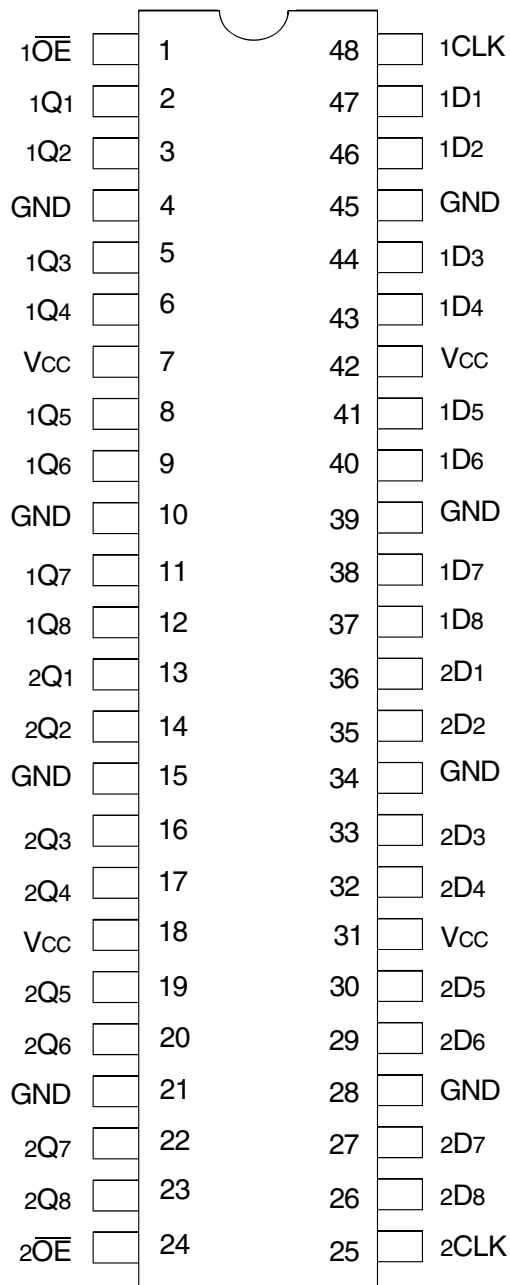 1O̅E̅ 1 48 1CLK
1Q1 2 47 1D1
1Q2 3 46 1D2
GND 4 45 GND
1Q3 5 44 1D3
1Q4 6 43 1D4
VCC 7 42 VCC
1Q5 8 41 1D5
1Q6 9 40 1D6
GND 10 39 GND
1Q7 11 38 1D7
1Q8 12 37 1D8
2Q1 13 36 2D1
2Q2 14 35 2D2
GND 15 34 GND
2Q3 16 33 2D3
2Q4 17 32 2D4
VCC 18 31 VCC
2Q5 19 30 2D5
2Q6 20 29 2D6
GND 21 28 GND
2Q7 22 27 2D7
2Q8 23 26 2D8
2O̅E̅ 24 25 2CLK